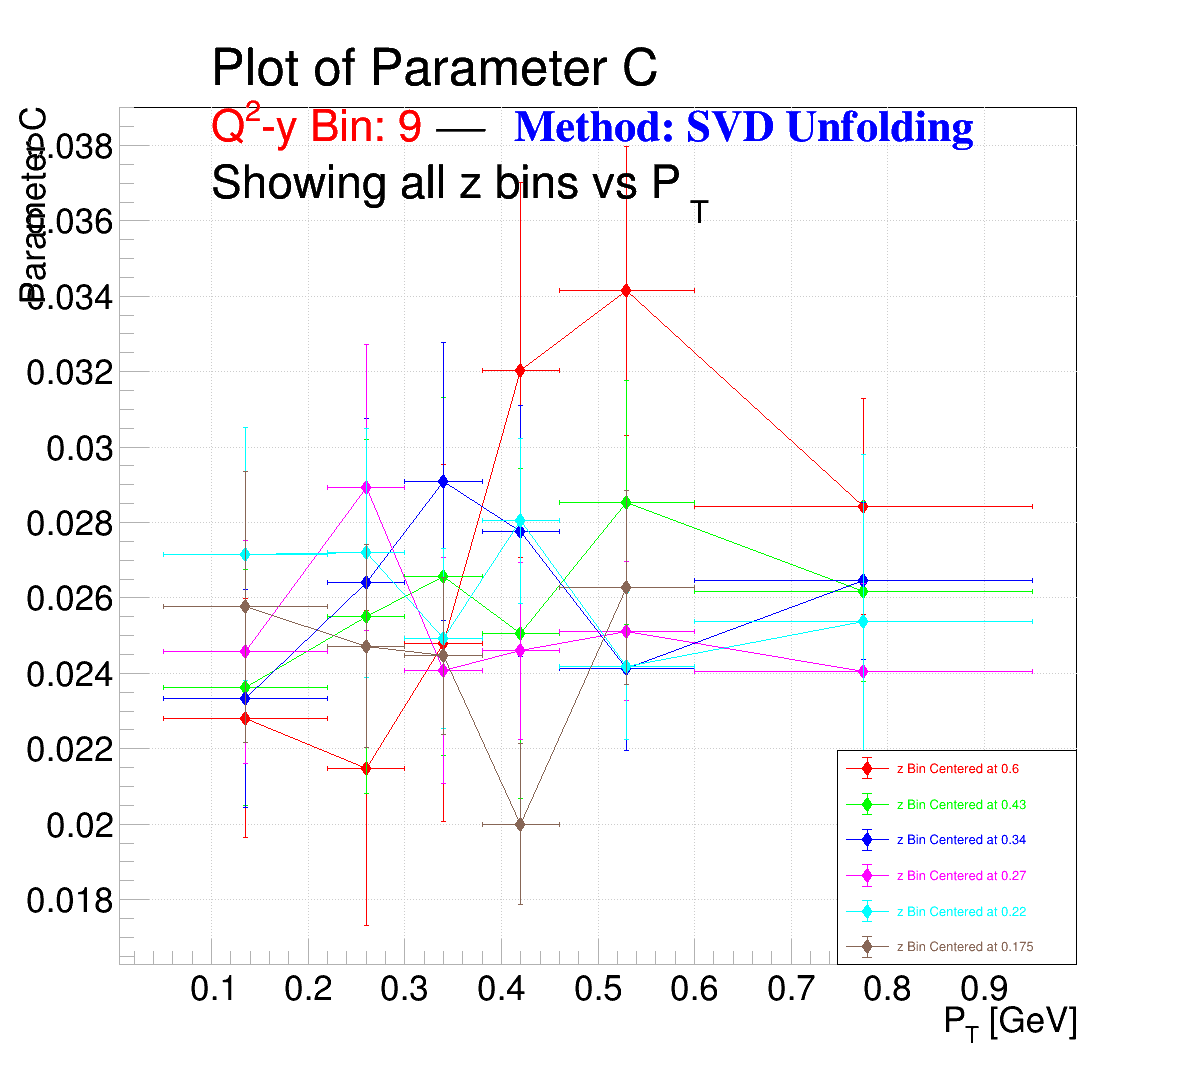 Plot of Parameter C
Q²-y Bin: 9 — Method: SVD Unfolding
Showing all z bins vs P_T
Parameter C
0.038
0.036
0.034
0.032
0.03
0.028
0.026
0.024
0.022
0.02
0.018
z Bin Centered at 0.6
z Bin Centered at 0.43
z Bin Centered at 0.34
z Bin Centered at 0.27
z Bin Centered at 0.22
z Bin Centered at 0.175
0.1 0.2 0.3 0.4 0.5 0.6 0.7 0.8 0.9
P_T [GeV]